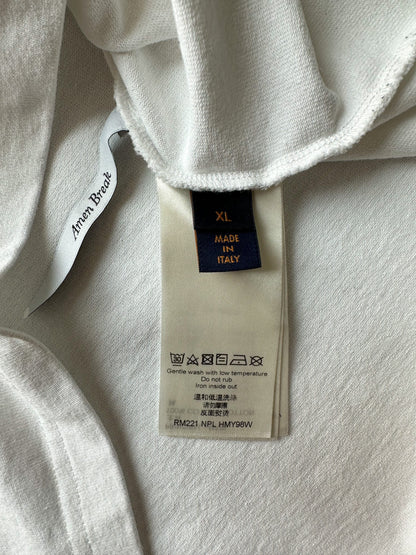 Amen Break
XL
MADE
IN
ITALY
30
Gentle wash with low temperature
Do not rub
Iron inside out
温和低温洗涤
请勿摩擦
反面熨烫
RM221 NPL HMY98W